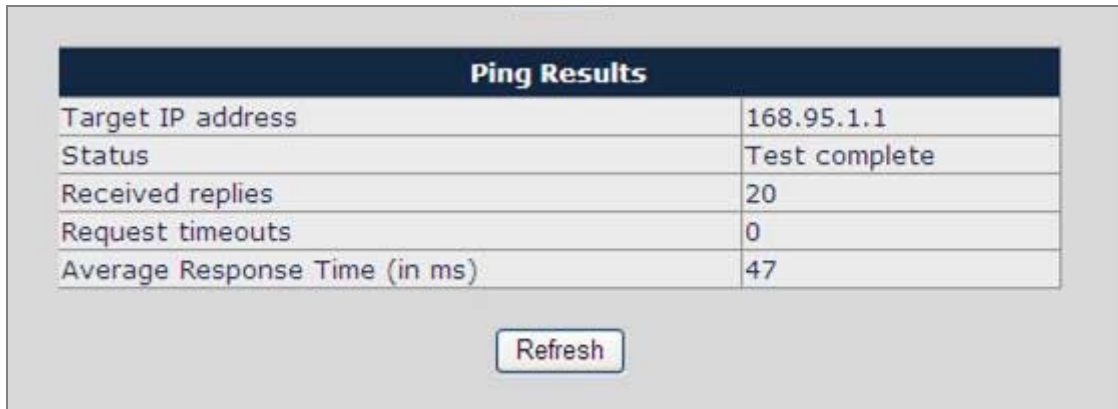 Ping Results
Target IP address 168.95.1.1
Status Test complete
Received replies 20
Request timeouts 0
Average Response Time (in ms) 47
Refresh